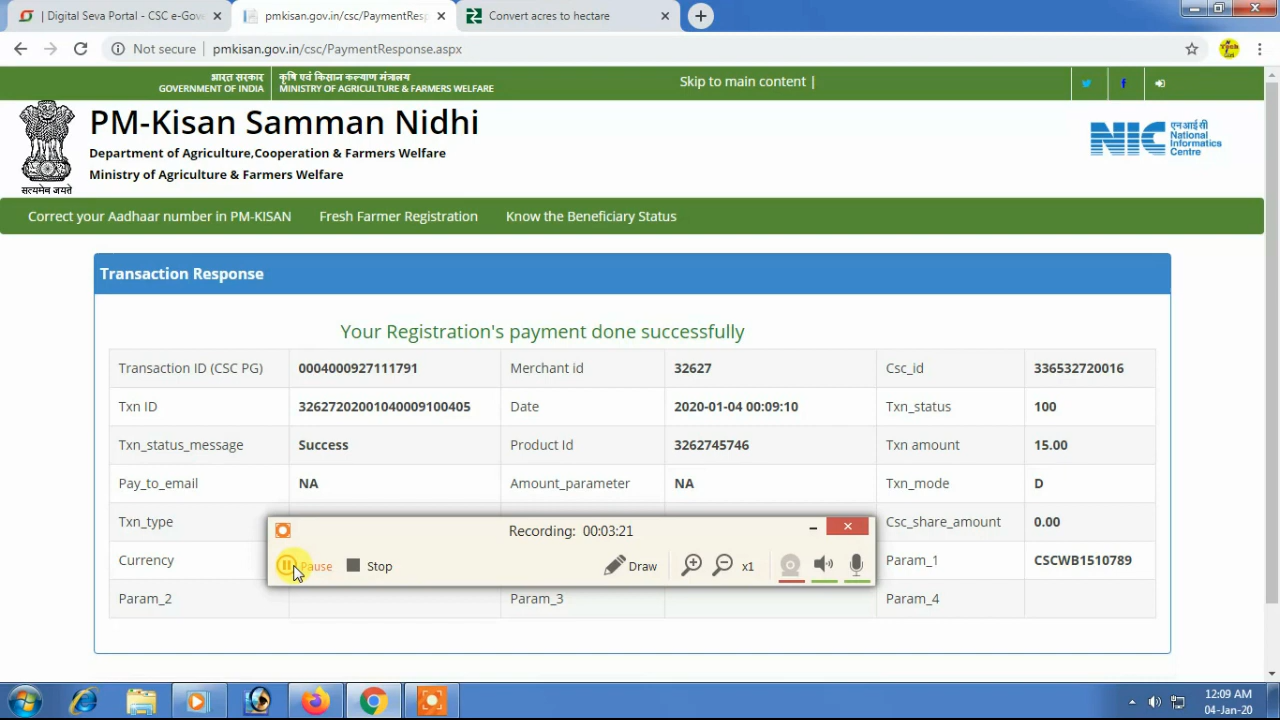 | Digital Seva Portal - CSC e-Gove
pmkisan.gov.in/csc/PaymentRes
Convert acres to hectare
Not secure | pmkisan.gov.in/csc/PaymentResponse.aspx
भारत सरकार
GOVERNMENT OF INDIA
कृषि एवं किसान कल्याण मंत्रालय
MINISTRY OF AGRICULTURE & FARMERS WELFARE
Skip to main content |
सत्यमेव जयते
PM-Kisan Samman Nidhi
Department of Agriculture,Cooperation & Farmers Welfare
Ministry of Agriculture & Farmers Welfare
NIC
एन आई सी
National
Informatics
Centre
Correct your Aadhaar number in PM-KISAN Fresh Farmer Registration Know the Beneficiary Status
Transaction Response
Your Registration's payment done successfully
Transaction ID (CSC PG) 0004000927111791 Merchant id 32627 Csc_id 336532720016
Txn ID 32627202001040009100405 Date 2020-01-04 00:09:10 Txn_status 100
Txn_status_message Success Product Id 3262745746 Txn amount 15.00
Pay_to_email NA Amount_parameter NA Txn_mode D
Txn_type Csc_share_amount 0.00
Recording: 00:03:21
Currency Param_1 CSCWB1510789
Pause Stop Draw x1
Param_2 Param_3 Param_4
12:09 AM
04-Jan-20